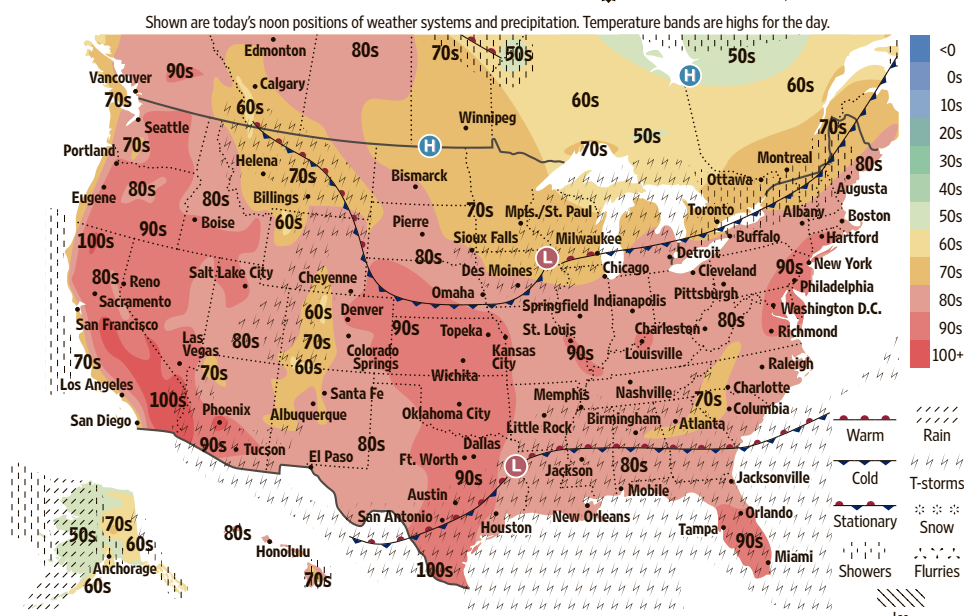 Shown are today's noon positions of weather systems and precipitation. Temperature bands are highs for the day.
Edmonton
80s
70s
50s
50s
<0
90s
H
0s
Vancouver
Calgary
60s
60s
10s
70s
60s
20s
Seattle
Winnipeg
50s
70s
30s
70s
H
70s
Portland
Helena
Montreal
80s
40s
70s
Bismarck
Ottawa
Augusta
Eugene
80s
80s
Billings
70s
Mpls./St. Paul
Toronto
Albany
Boston
50s
Boise
60s
Pierre
Buffalo
Hartford
60s
90s
100s
Sioux Falls
Milwaukee
Detroit
70s
80s
L
90s
New York
80s
80s
Reno
Salt Lake City
Cheyenne
Des Moines
Chicago
Cleveland
Philadelphia
90s
Sacramento
Omaha
Springfield
Indianapolis
Pittsbrgh
Washington D.C.
100+
San Francisco
60s
Denver
90s
Topeka
St. Louis
Charleston
80s
Richmond
Las Vegas
80s
70s
Colorado Springs
Kansas City
90s
Louisville
70s
70s
60s
Wichita
Raleigh
Los Angeles
100s
Santa Fe
Memphis
Nashville
70s
Charlotte
San Diego
Phoenix
Albuquerque
Oklahoma City
Little Rock
Birmingham
Atlanta
Columbia
Warm
Rain
90s
Tucson
80s
Dallas
El Paso
Ft. Worth
L
Jackson
80s
Cold
T-storms
90s
Mobile
Jacksonville
Austin
San Antonio
Houston
New Orleans
Orlando
Stationary
Snow
70s
50s
60s
80s
Tampa
90s
Honolulu
Anchorage
Miami
Showers
Flurries
60s
70s
100s